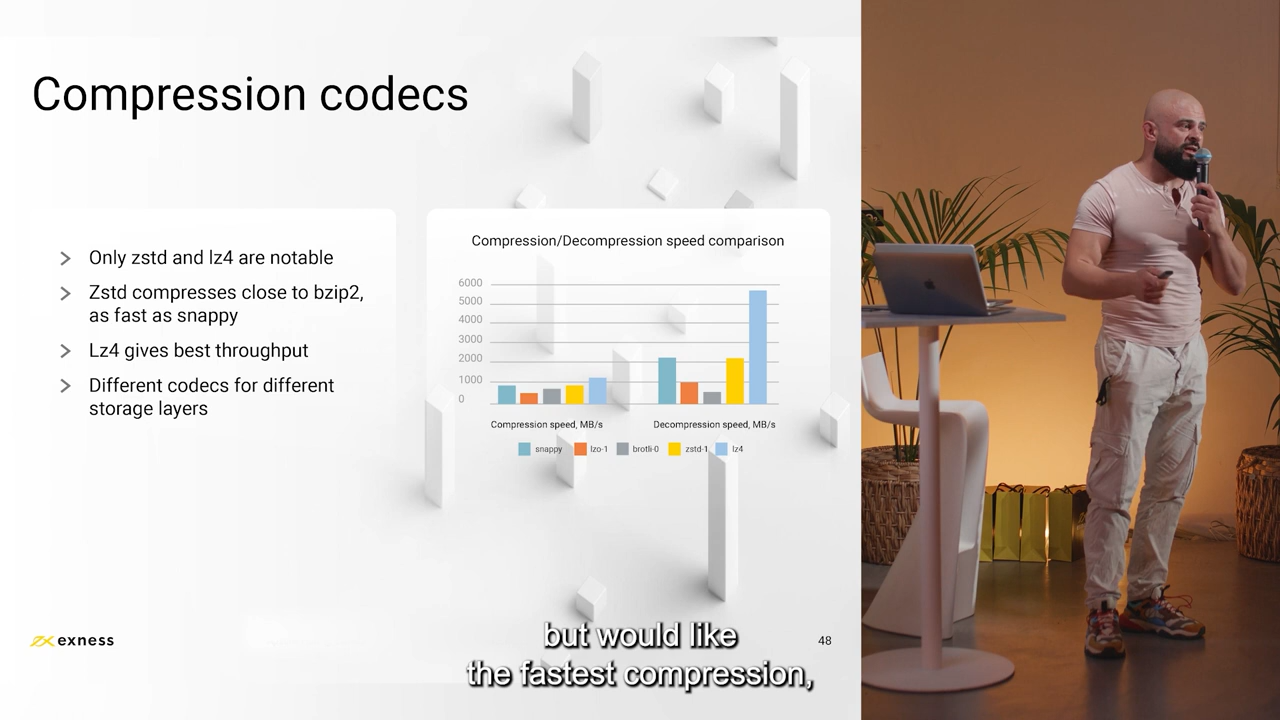 Compression codecs
Only zstd and lz4 are notable
Zstd compresses close to bzip2,
as fast as snappy
Lz4 gives best throughput
Different codecs for different
storage layers
Compression/Decompression speed comparison
6000
5000
4000
3000
2000
1000
0
Compression speed, MB/s
Decompression speed, MB/s
snappy
lzo-1
brotli-0
zstd-1
lz4
exness
48
but would like
the fastest compression,